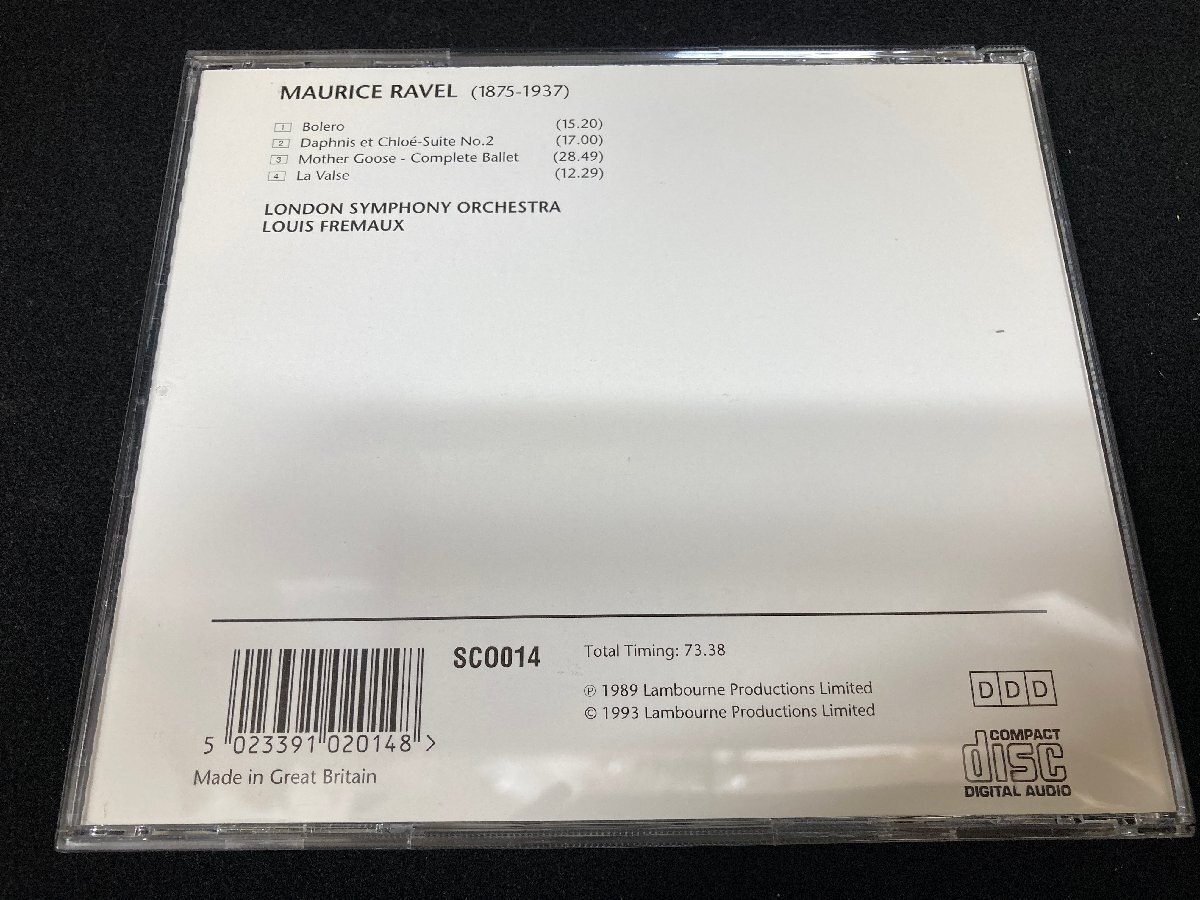 MAURICE RAVEL (1875-1937)
1 Bolero (15.20)
2 Daphnis et Chloé-Suite No.2 (17.00)
3 Mother Goose - Complete Ballet (28.49)
4 La Valse (12.29)
LONDON SYMPHONY ORCHESTRA
LOUIS FREMAUX
SC0014
Total Timing: 73.38
℗ 1989 Lambourne Productions Limited
© 1993 Lambourne Productions Limited
5 023391 020148 >
Made in Great Britain
DDD
COMPACT
disc
DIGITAL AUDIO